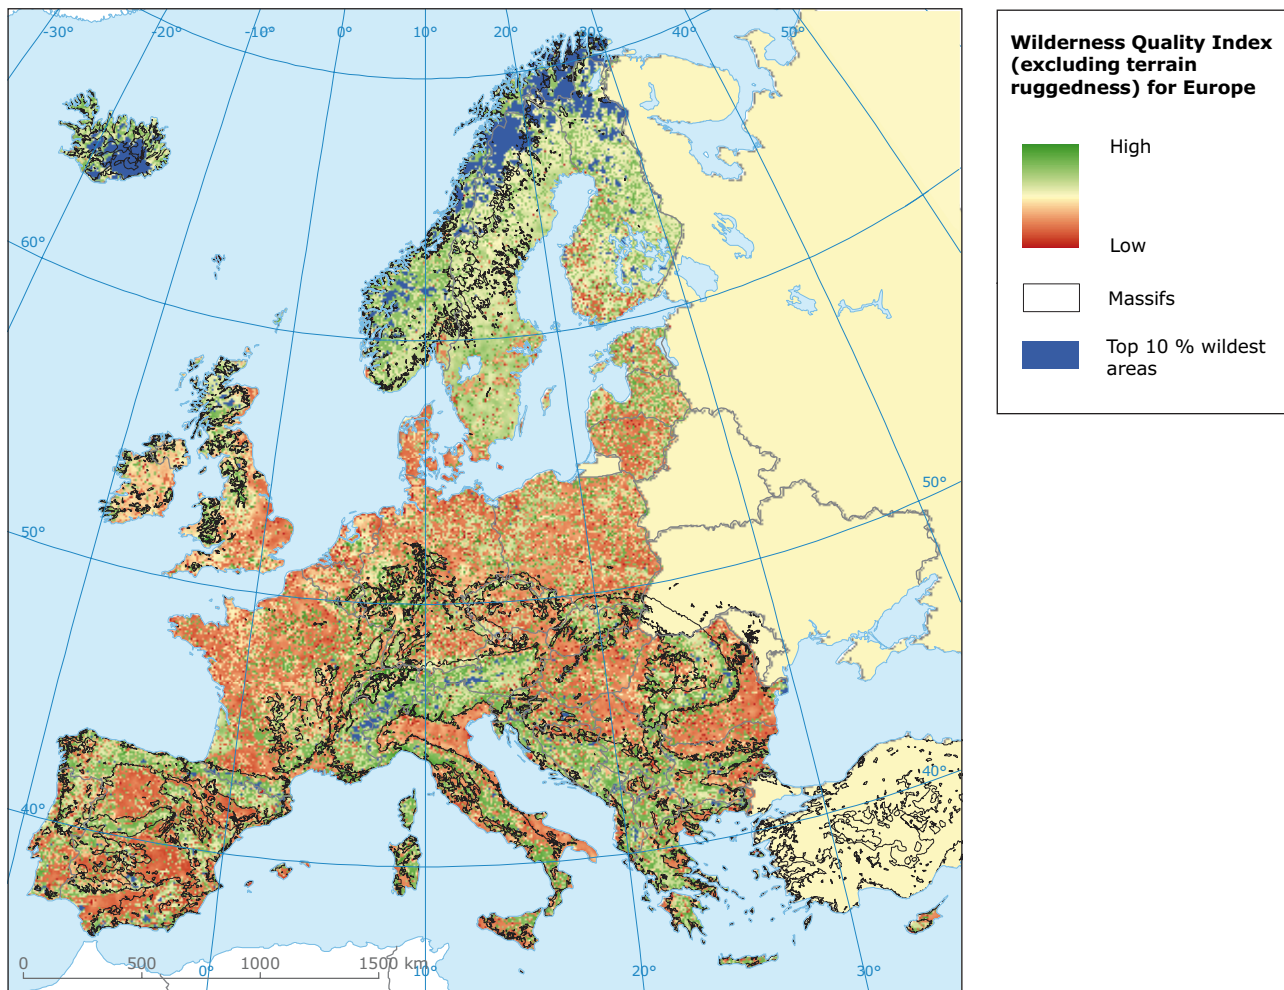 -30°
-20°
-10°
0°
10°
20°
30°
40°
50°
60°
50°
50°
40°
40°
0
500
1000
1500 km
0°
10°
20°
30°
Wilderness Quality Index
(excluding terrain
ruggedness) for Europe
High
Low
Massifs
Top 10 % wildest
areas